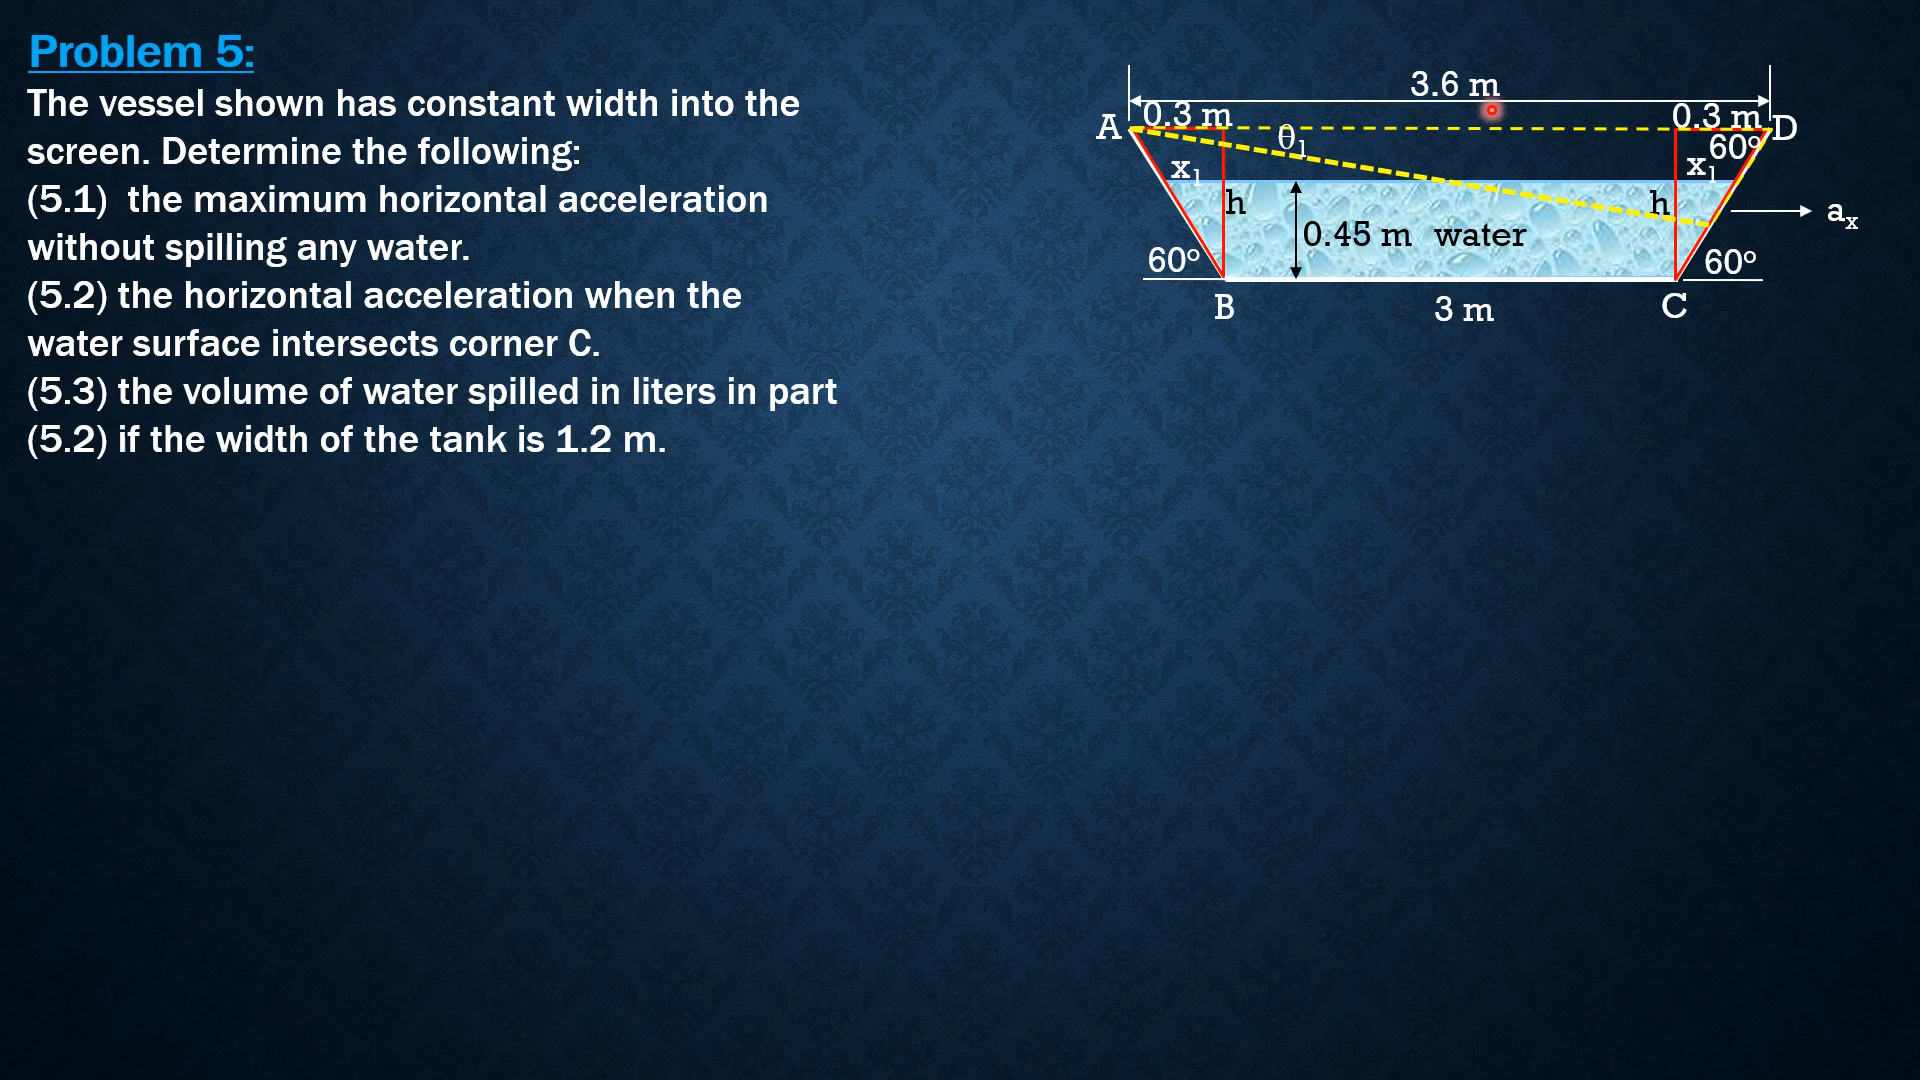 Problem 5:
The vessel shown has constant width into the
screen. Determine the following:
(5.1)  the maximum horizontal acceleration
without spilling any water.
(5.2) the horizontal acceleration when the
water surface intersects corner C.
(5.3) the volume of water spilled in liters in part
(5.2) if the width of the tank is 1.2 m.
3.6 m
A 0.3 m 0.3 m D
θ₁ 60º
x₁ x₁
h h
aₓ
0.45 m water
60º 60º
B 3 m C